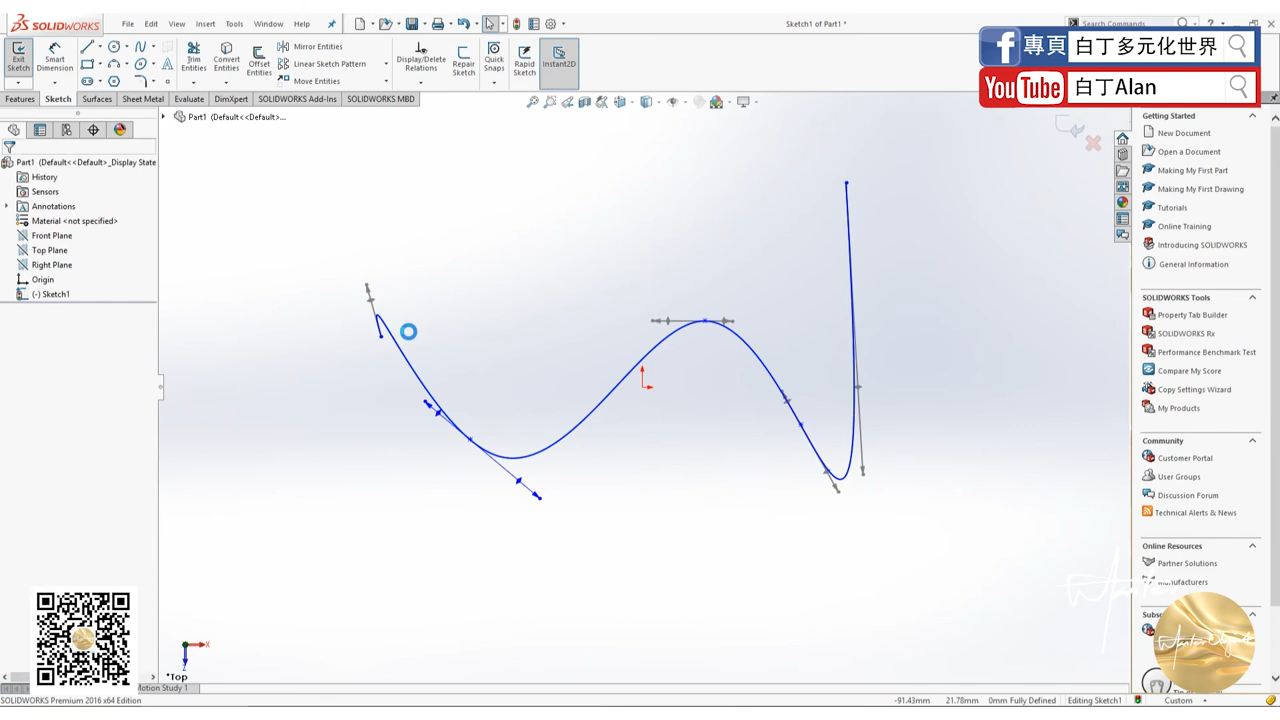 SOLIDWORKS
File Edit View Insert Tools Window Help
Sketch1 of Part1 *
Search Commands
專頁 白丁多元化世界
YouTube 白丁Alan
Exit Sketch
Smart Dimension
Trim Entities
Convert Entities
Offset Entities
Mirror Entities
Linear Sketch Pattern
Move Entities
Display/Delete Relations
Repair Sketch
Quick Snaps
Rapid Sketch
Instant2D
Features Sketch Surfaces Sheet Metal Evaluate DimXpert SOLIDWORKS Add-Ins SOLIDWORKS MBD
Part1 (Default<<Default>...
Part1 (Default<<Default>_Display State
History
Sensors
Annotations
Material <not specified>
Front Plane
Top Plane
Right Plane
Origin
(-) Sketch1
Getting Started
New Document
Open a Document
Making My First Part
Making My First Drawing
Tutorials
Online Training
Introducing SOLIDWORKS
General Information
SOLIDWORKS Tools
Property Tab Builder
SOLIDWORKS Rx
Performance Benchmark Test
Compare My Score
Copy Settings Wizard
My Products
Community
Customer Portal
User Groups
Discussion Forum
Technical Alerts & News
Online Resources
Partner Solutions
Manufacturers
X
Z
*Top
Motion Study 1
SOLIDWORKS Premium 2016 x64 Edition
-91.43mm 21.78mm 0mm Fully Defined Editing Sketch1 Custom